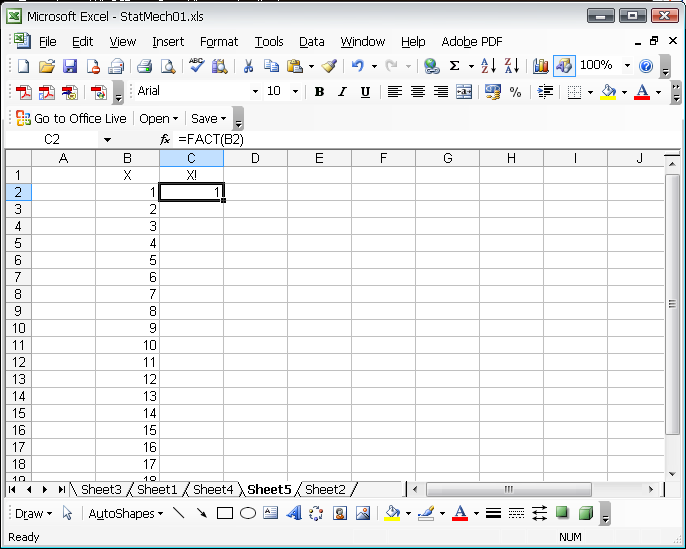 Microsoft Excel - StatMech01.xls
File Edit View Insert Format Tools Data Window Help Adobe PDF
Σ 100%
Arial 10 B I U $ %
Go to Office Live Open Save
C2 fx =FACT(B2)
A B C D E F G H I J
1 X X!
2 1 1
3 2
4 3
5 4
6 5
7 6
8 7
9 8
10 9
11 10
12 11
13 12
14 13
15 14
16 15
17 16
18 17
19 18
Sheet3 Sheet1 Sheet4 Sheet5 Sheet2
Draw AutoShapes A A
Ready NUM